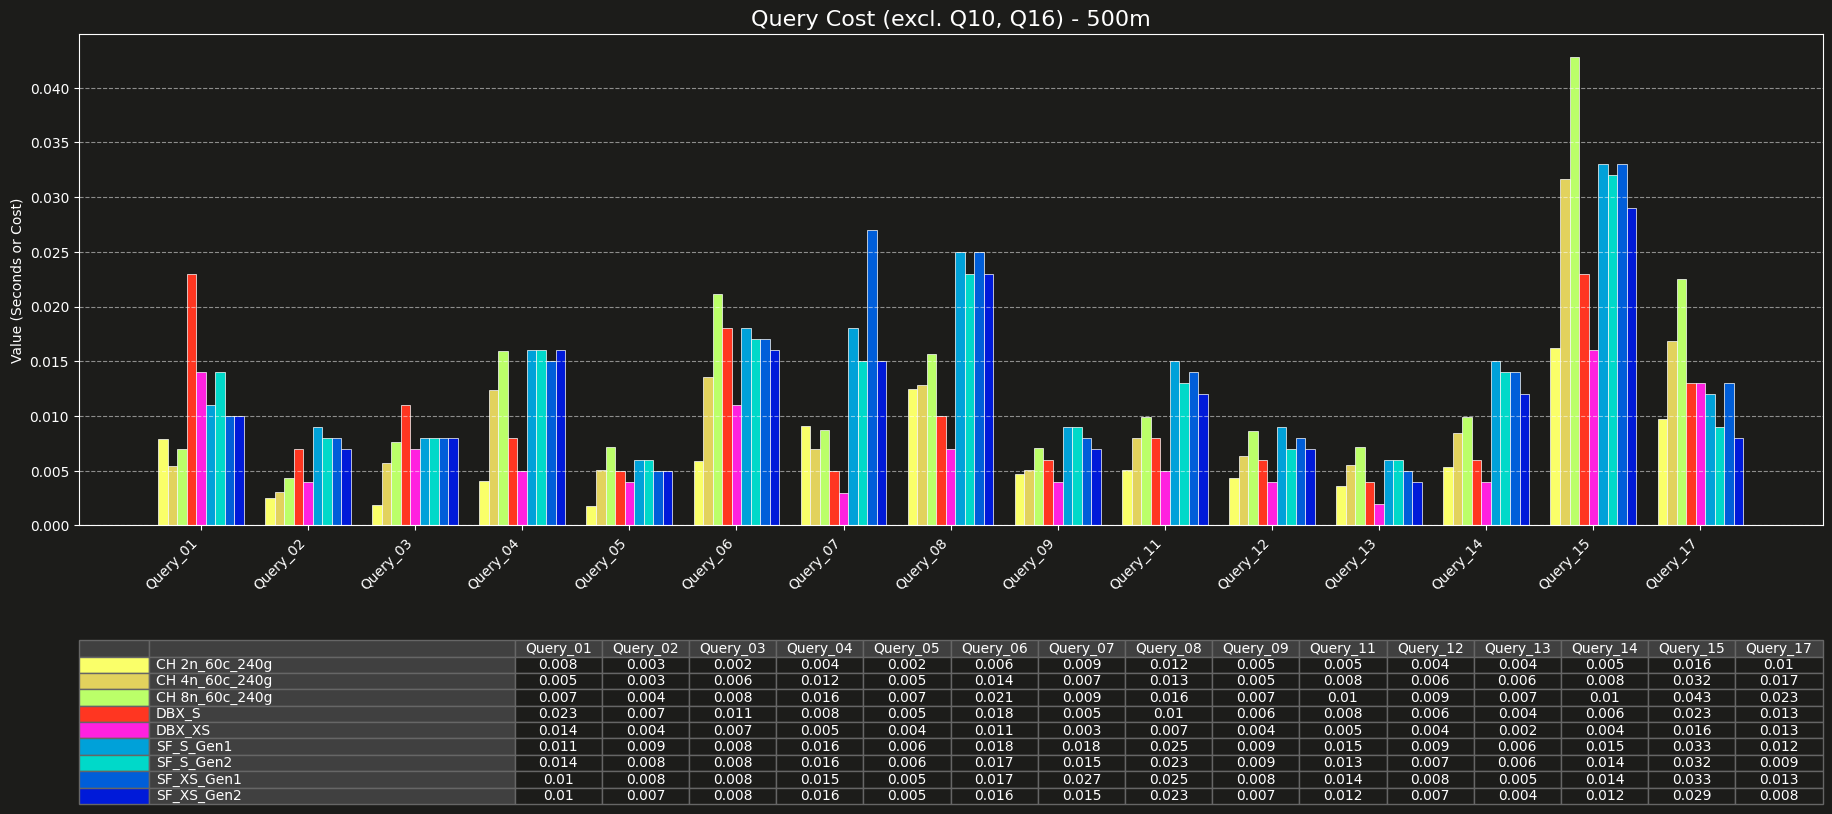 Query Cost (excl. Q10, Q16) - 500m
Value (Seconds or Cost)
0.040
0.035
0.030
0.025
0.020
0.015
0.010
0.005
0.000
Query_01 Query_02 Query_03 Query_04 Query_05 Query_06 Query_07 Query_08 Query_09 Query_11 Query_12 Query_13 Query_14 Query_15 Query_17
Query_01 Query_02 Query_03 Query_04 Query_05 Query_06 Query_07 Query_08 Query_09 Query_11 Query_12 Query_13 Query_14 Query_15 Query_17
CH 2n_60c_240g 0.008 0.003 0.002 0.004 0.002 0.006 0.009 0.012 0.005 0.005 0.004 0.004 0.005 0.016 0.01
CH 4n_60c_240g 0.005 0.003 0.006 0.012 0.005 0.014 0.007 0.013 0.005 0.008 0.006 0.006 0.008 0.032 0.017
CH 8n_60c_240g 0.007 0.004 0.008 0.016 0.007 0.021 0.009 0.016 0.007 0.01 0.009 0.007 0.01 0.043 0.023
DBX_S 0.023 0.007 0.011 0.008 0.005 0.018 0.005 0.01 0.006 0.008 0.006 0.004 0.006 0.023 0.013
DBX_XS 0.014 0.004 0.007 0.005 0.004 0.011 0.003 0.007 0.004 0.005 0.004 0.002 0.004 0.016 0.013
SF_S_Gen1 0.011 0.009 0.008 0.016 0.006 0.018 0.018 0.025 0.009 0.015 0.009 0.006 0.015 0.033 0.012
SF_S_Gen2 0.014 0.008 0.008 0.016 0.006 0.017 0.015 0.023 0.009 0.013 0.007 0.006 0.014 0.032 0.009
SF_XS_Gen1 0.01 0.008 0.008 0.015 0.005 0.017 0.027 0.025 0.008 0.014 0.008 0.005 0.014 0.033 0.013
SF_XS_Gen2 0.01 0.007 0.008 0.016 0.005 0.016 0.015 0.023 0.007 0.012 0.007 0.004 0.012 0.029 0.008